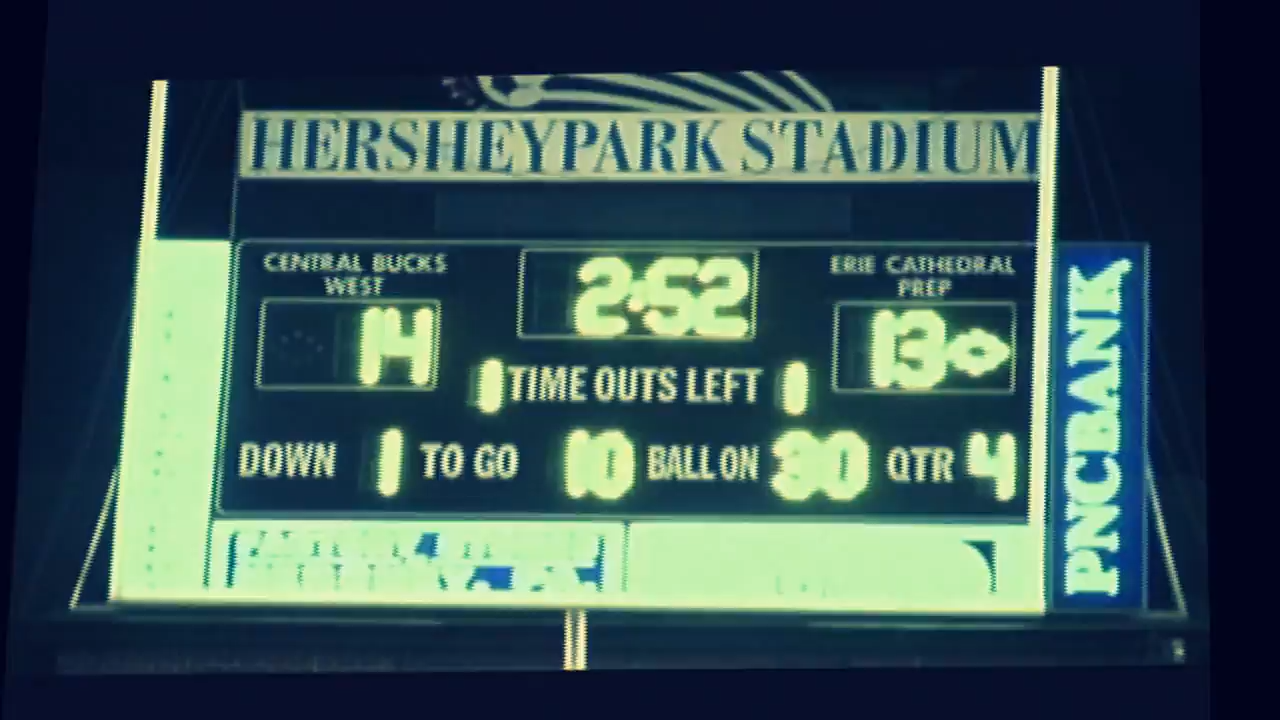 HERSHEYPARK STADIUM
CENTRAL BUCKS
WEST
2:52
ERIE CATHEDRAL
PREP
14
13
TIME OUTS LEFT
DOWN 1 TO GO 10 BALL ON 30 QTR 4
PNCBANK